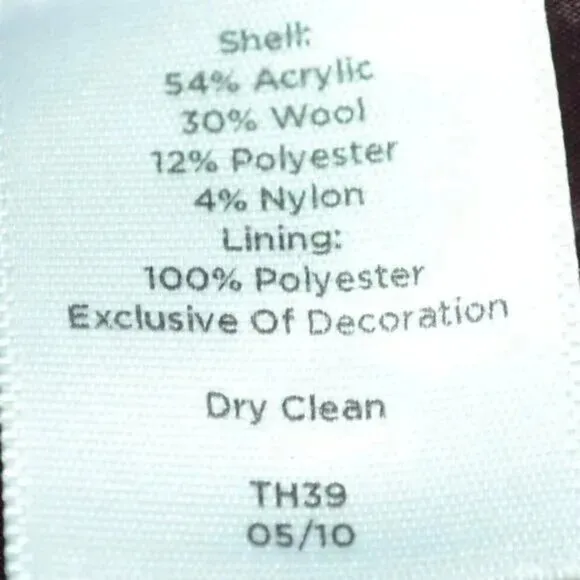 Shell:
54% Acrylic
30% Wool
12% Polyester
4% Nylon
Lining:
100% Polyester
Exclusive Of Decoration
Dry Clean
TH39
05/10